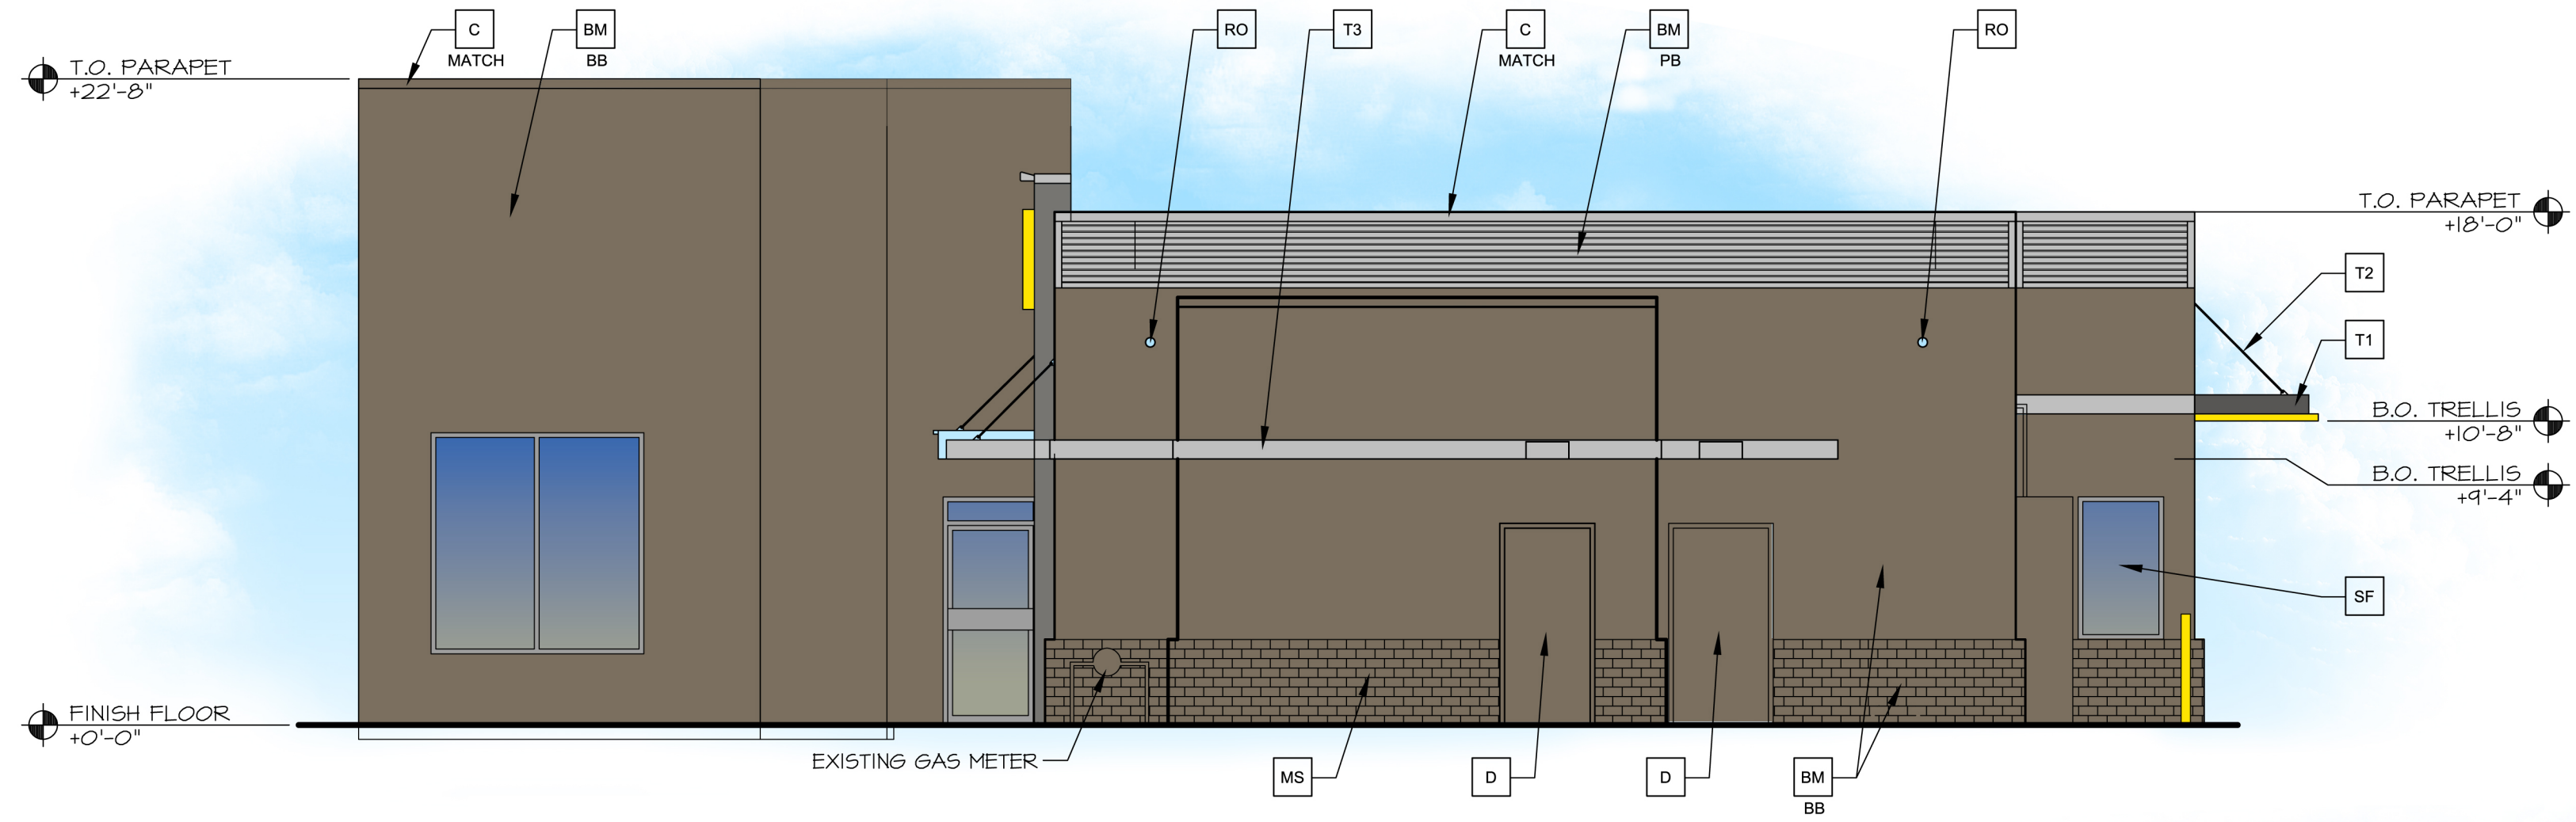 C
MATCH
BM
BB
RO
T3
C
MATCH
BM
PB
RO
T.O. PARAPET
+22'-8"
T.O. PARAPET
+18'-0"
T2
T1
B.O. TRELLIS
+10'-8"
B.O. TRELLIS
+9'-4"
SF
FINISH FLOOR
+0'-0"
EXISTING GAS METER
MS
D
D
BM
BB